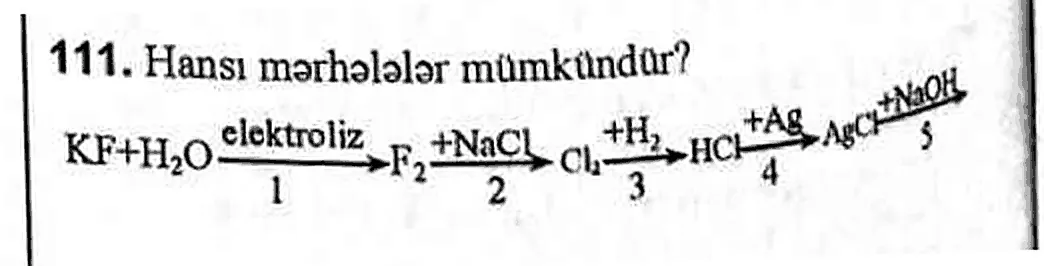 111. Hansı mərhələlər mümkündür?
KF+H₂O elektroliz 1 → F₂ +NaCl 2 → Cl₂ +H₂ 3 → HCl +Ag 4 → AgCl +NaOH 5 →